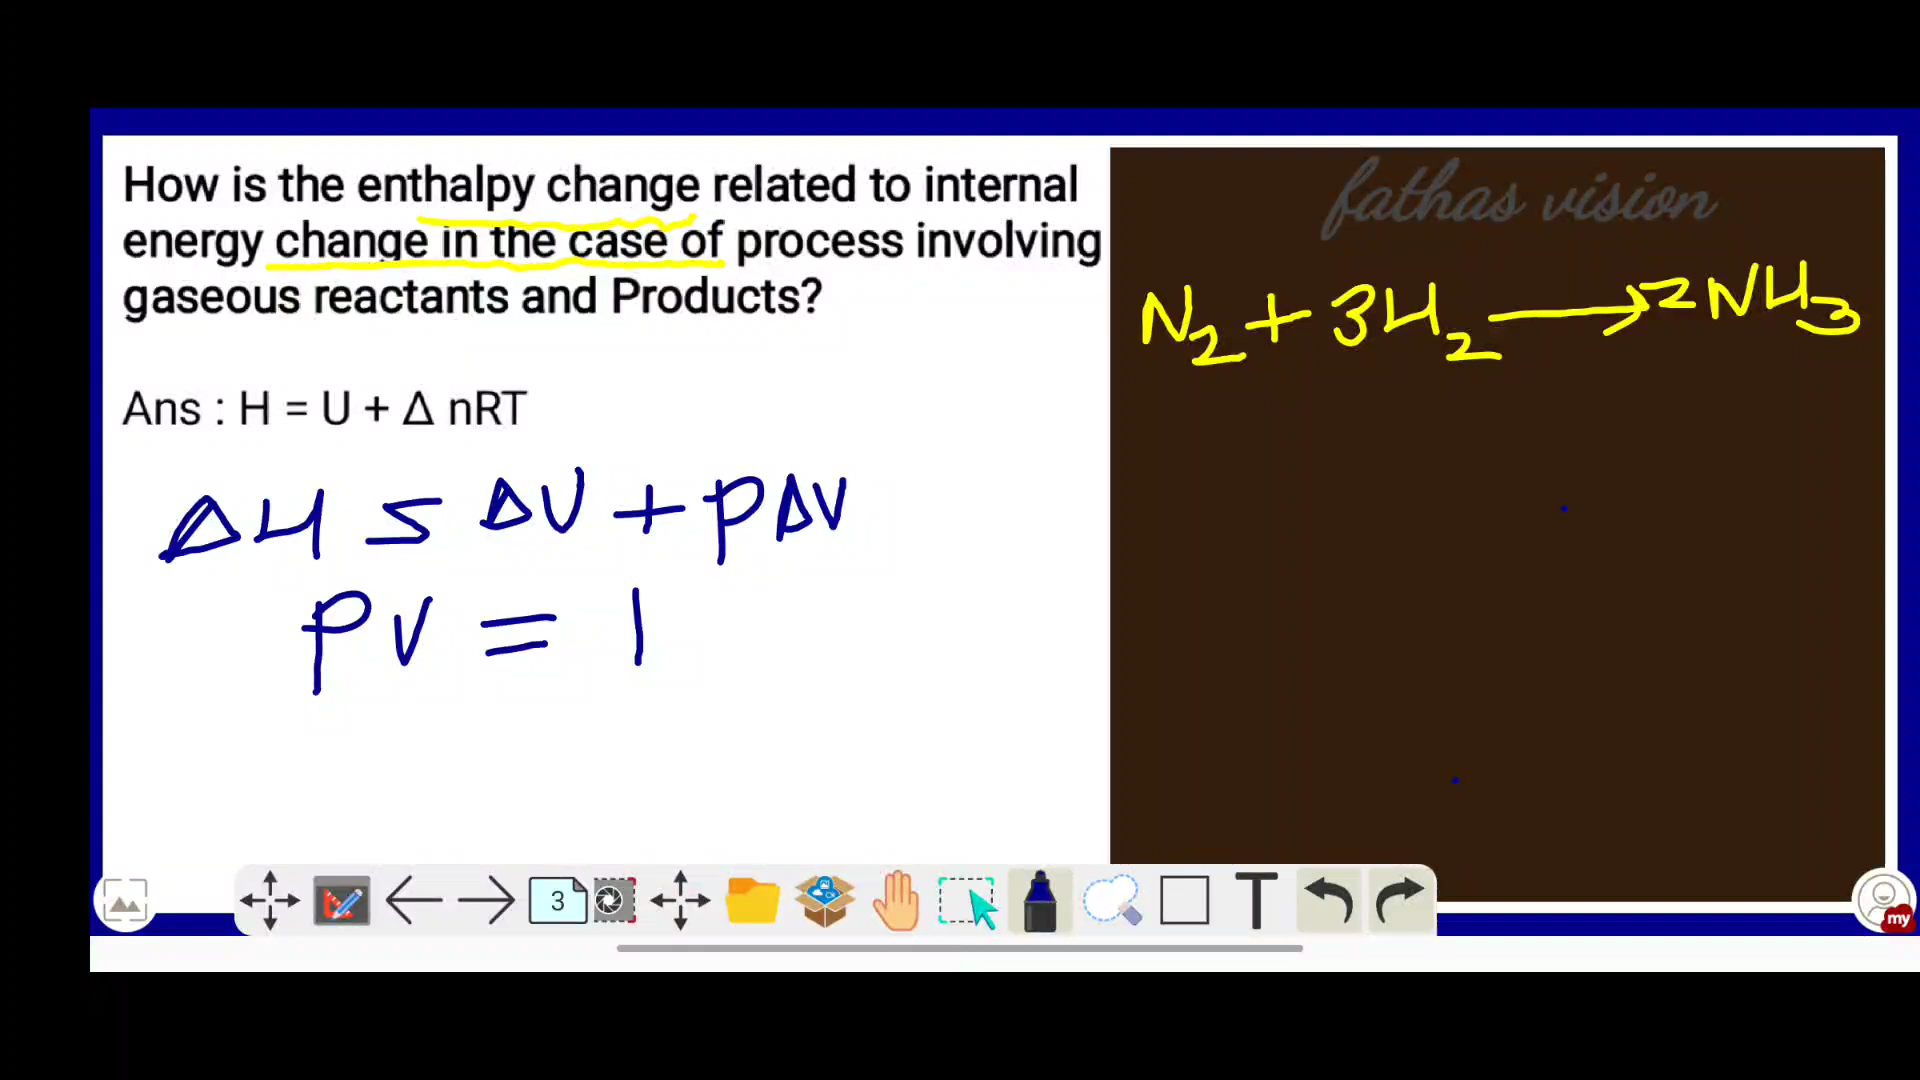 How is the enthalpy change related to internal
energy change in the case of process involving
gaseous reactants and Products?
Ans : H = U + Δ nRT
ΔH = ΔU + PΔV
PV = 1
fathas vision
N₂ + 3H₂ → 2NH₃
3
T
my